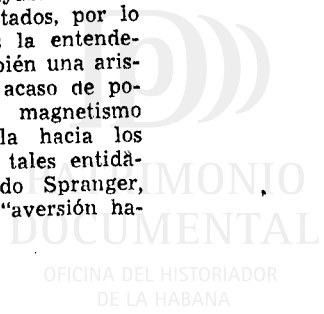 tados, por lo
la entende-
bién una aris-
acaso de po-
magnetismo
la hacia los
tales entida-
do Spranger,
“aversión ha-
PATRIMONIO
DOCUMENTAL
OFICINA DEL HISTORIADOR
DE LA HABANA